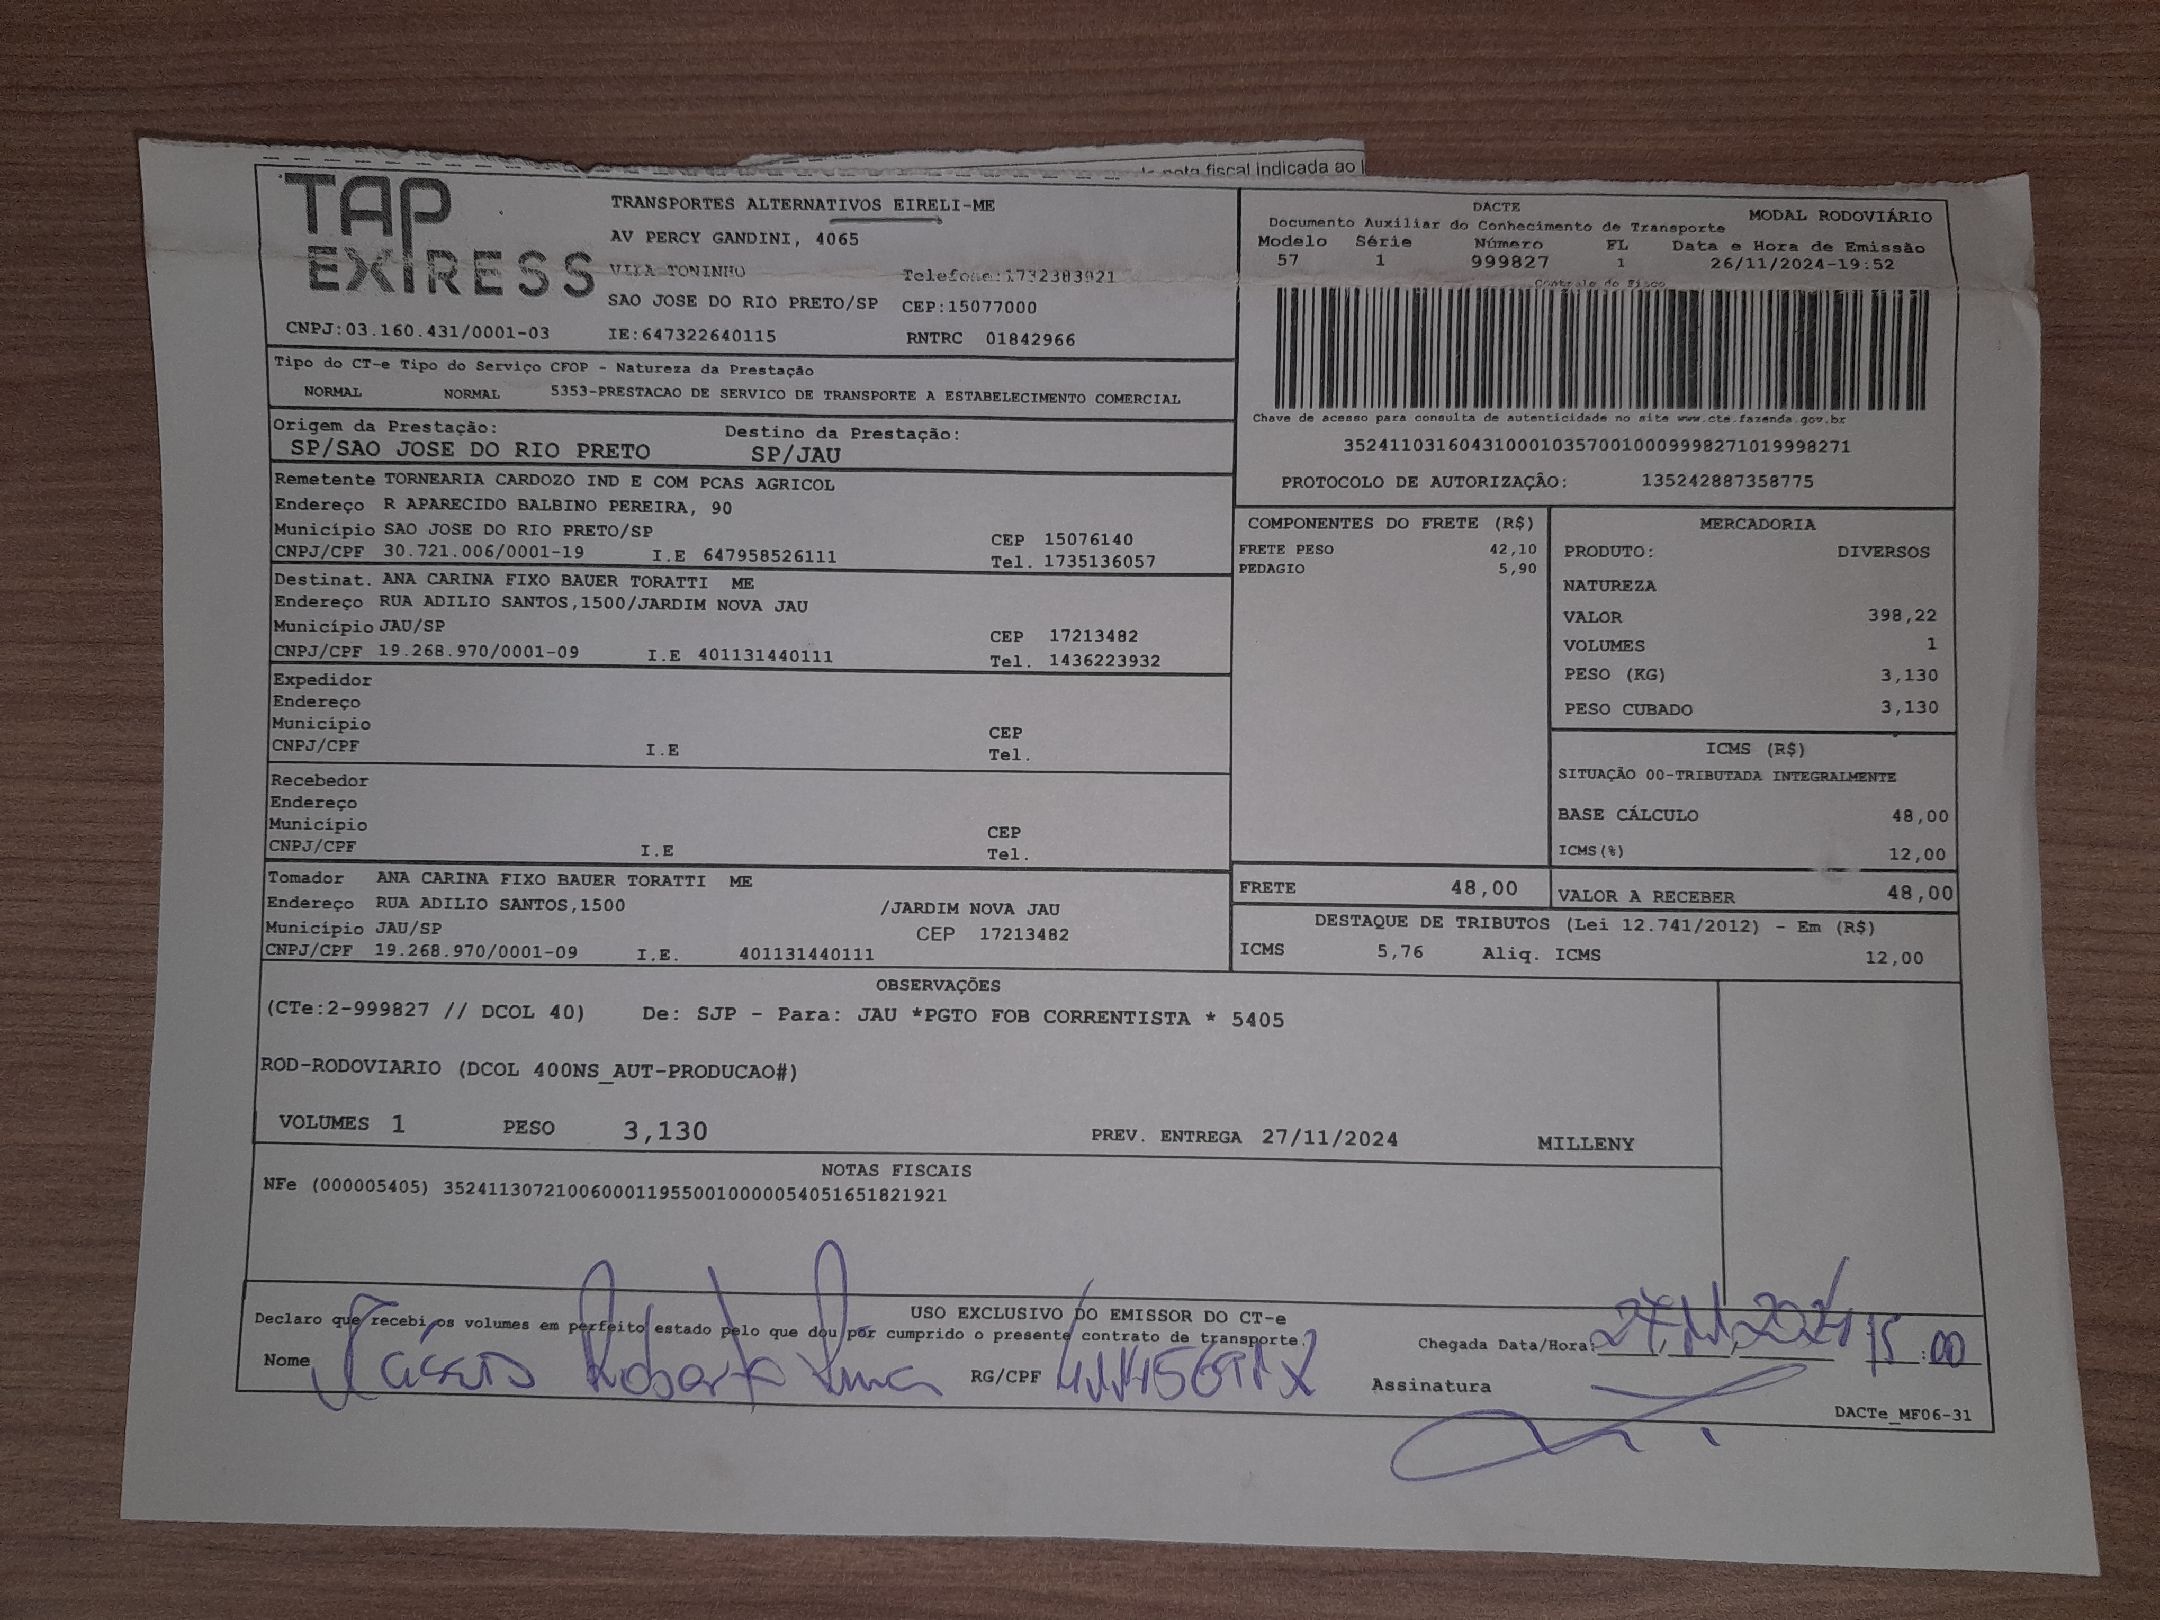 nota fiscal indicada ao
TAP
EXPRESS
TRANSPORTES ALTERNATIVOS EIRELI-ME
AV PERCY GANDINI, 4065
VILA TONINHO Telefone:1732383921
SAO JOSE DO RIO PRETO/SP CEP:15077000
CNPJ:03.160.431/0001-03 IE:647322640115 RNTRC 01842966
DACTE
Documento Auxiliar do Conhecimento de Transporte MODAL RODOVIÁRIO
Modelo Série Número FL Data e Hora de Emissão
57 1 999827 1 26/11/2024-19:52
Controle do Fisco
Chave de acesso para consulta de autenticidade no site www.cte.fazenda.gov.br
35241103160431000103570010009998271019998271
PROTOCOLO DE AUTORIZAÇÃO: 135242887358775
Tipo do CT-e Tipo do Serviço CFOP - Natureza da Prestação
NORMAL NORMAL 5353-PRESTACAO DE SERVICO DE TRANSPORTE A ESTABELECIMENTO COMERCIAL
Origem da Prestação: Destino da Prestação:
SP/SAO JOSE DO RIO PRETO SP/JAU
Remetente TORNEARIA CARDOZO IND E COM PCAS AGRICOL
Endereço R APARECIDO BALBINO PEREIRA, 90
Município SAO JOSE DO RIO PRETO/SP CEP 15076140
CNPJ/CPF 30.721.006/0001-19 I.E 647958526111 Tel. 1735136057
Destinat. ANA CARINA FIXO BAUER TORATTI ME
Endereço RUA ADILIO SANTOS,1500/JARDIM NOVA JAU
Município JAU/SP CEP 17213482
CNPJ/CPF 19.268.970/0001-09 I.E 401131440111 Tel. 1436223932
Expedidor
Endereço
Município CEP
CNPJ/CPF I.E Tel.
Recebedor
Endereço
Município CEP
CNPJ/CPF I.E Tel.
Tomador ANA CARINA FIXO BAUER TORATTI ME
Endereço RUA ADILIO SANTOS,1500 /JARDIM NOVA JAU
Município JAU/SP CEP 17213482
CNPJ/CPF 19.268.970/0001-09 I.E. 401131440111
COMPONENTES DO FRETE (R$)
FRETE PESO 42,10
PEDAGIO 5,90
MERCADORIA
PRODUTO: DIVERSOS
NATUREZA
VALOR 398,22
VOLUMES 1
PESO (KG) 3,130
PESO CUBADO 3,130
ICMS (R$)
SITUAÇÃO 00-TRIBUTADA INTEGRALMENTE
BASE CÁLCULO 48,00
ICMS(%) 12,00
FRETE 48,00 VALOR A RECEBER 48,00
DESTAQUE DE TRIBUTOS (Lei 12.741/2012) - Em (R$)
ICMS 5,76 Aliq. ICMS 12,00
OBSERVAÇÕES
(CTe:2-999827 // DCOL 40) De: SJP - Para: JAU *PGTO FOB CORRENTISTA * 5405
ROD-RODOVIARIO (DCOL 400NS_AUT-PRODUCAO#)
VOLUMES 1 PESO 3,130 PREV. ENTREGA 27/11/2024 MILLENY
NOTAS FISCAIS
NFe (000005405) 35241130721006000119550010000054051651821921
USO EXCLUSIVO DO EMISSOR DO CT-e
Declaro que recebi os volumes em perfeito estado pelo que dou por cumprido o presente contrato de transporte.
Chegada Data/Hora: 27/11/2024 15:00
Nome Roberto RG/CPF Assinatura
DACTe_MF06-31